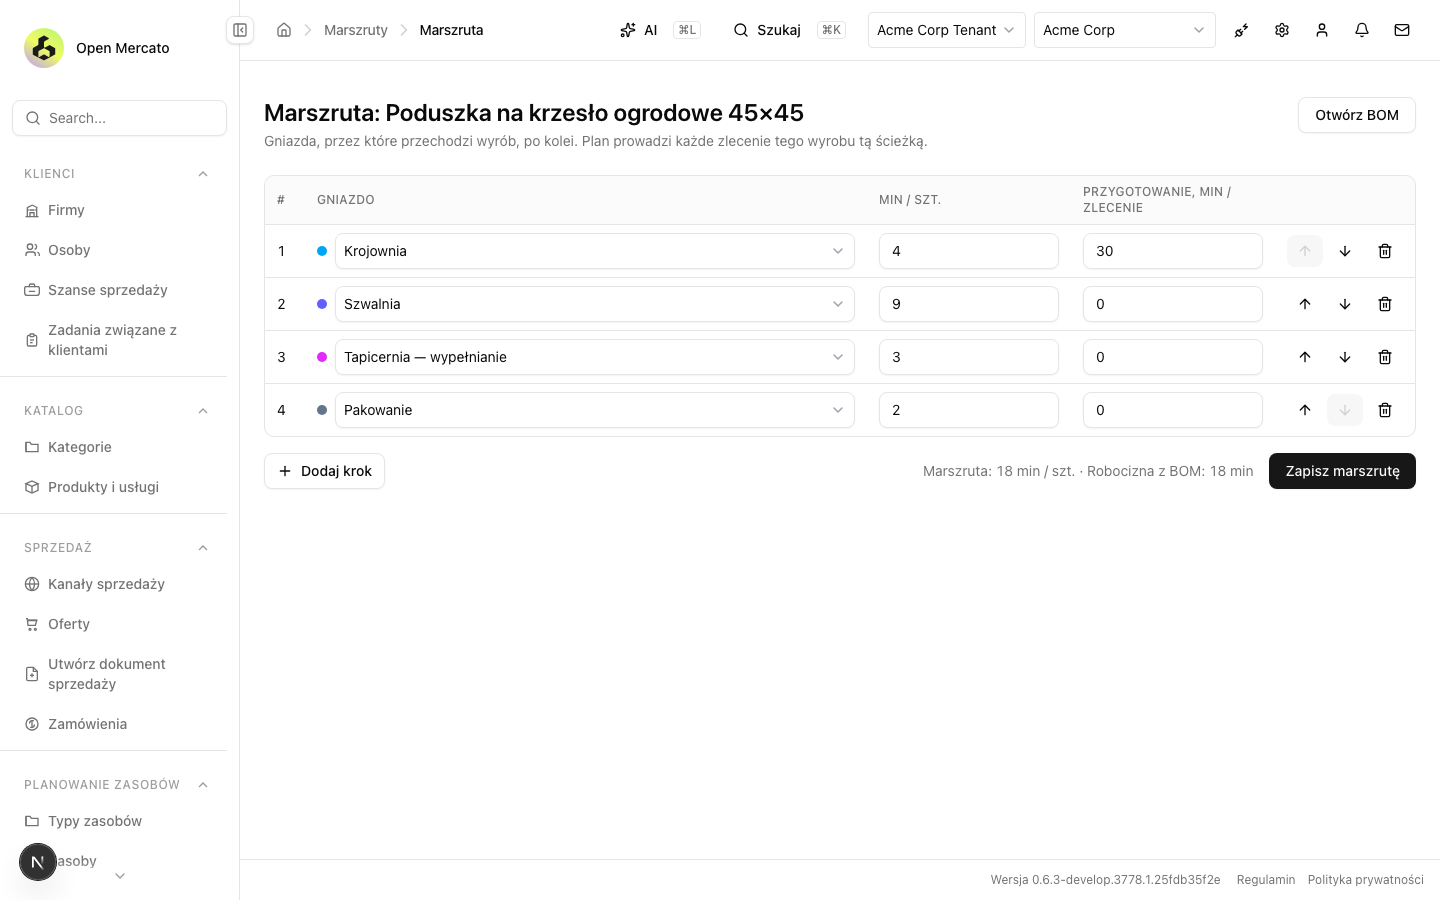 Open Mercato
Search...
KLIENCI
Firmy
Osoby
Szanse sprzedaży
Zadania związane z
klientami
KATALOG
Kategorie
Produkty i usługi
SPRZEDAŻ
Kanały sprzedaży
Oferty
Utwórz dokument
sprzedaży
Zamówienia
PLANOWANIE ZASOBÓW
Typy zasobów
asoby
N
Marszruty
Marszruta
AI ⌘L
Szukaj ⌘K
Acme Corp Tenant
Acme Corp
Marszruta: Poduszka na krzesło ogrodowe 45×45
Gniazda, przez które przechodzi wyrób, po kolei. Plan prowadzi każde zlecenie tego wyrobu tą ścieżką.
Otwórz BOM
# GNIAZDO MIN / SZT. PRZYGOTOWANIE, MIN /
ZLECENIE
1 Krojownia 4 30
2 Szwalnia 9 0
3 Tapicernia — wypełnianie 3 0
4 Pakowanie 2 0
Dodaj krok
Marszruta: 18 min / szt. · Robocizna z BOM: 18 min
Zapisz marszrutę
Wersja 0.6.3-develop.3778.1.25fdb35f2e Regulamin Polityka prywatności